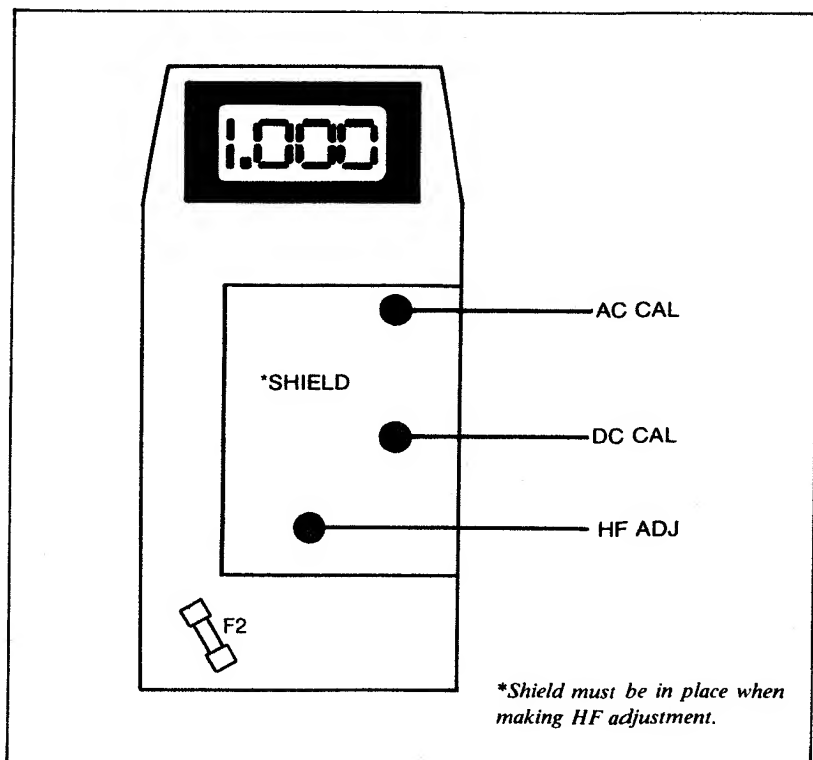 1.000
AC CAL
*SHIELD
DC CAL
HF ADJ
F2
*Shield must be in place when
making HF adjustment.